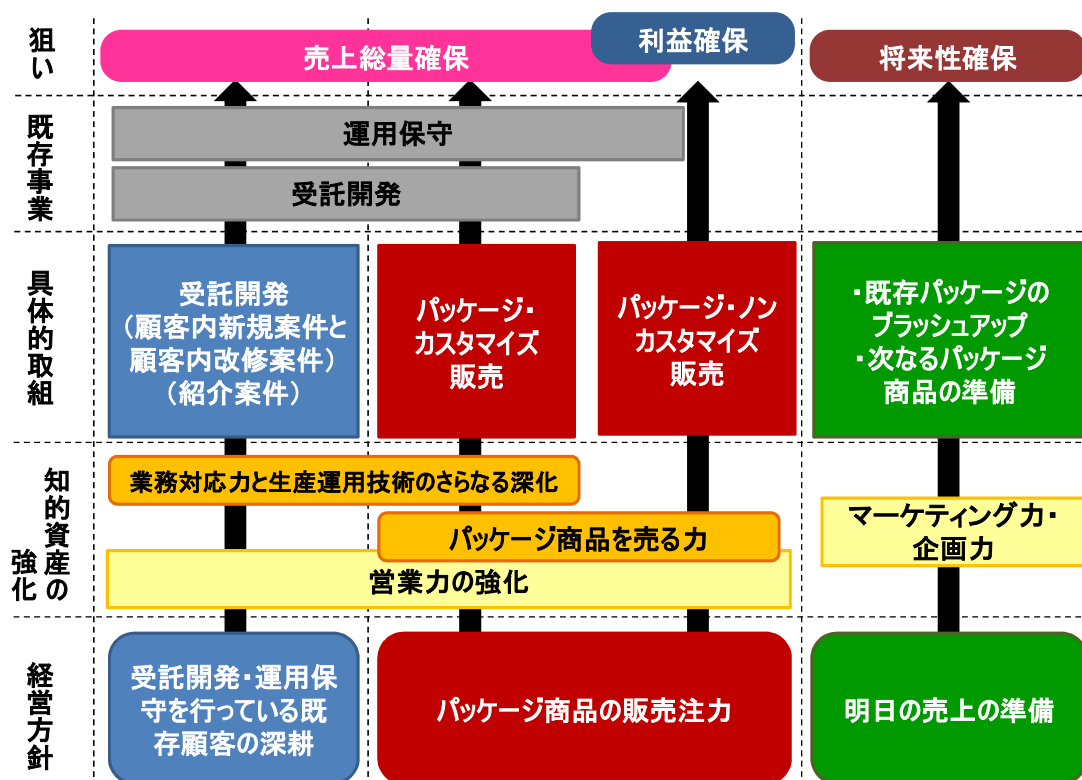 狙い
売上総量確保
利益確保
将来性確保
既存事業
運用保守
受託開発
具体的取組
受託開発
（顧客内新規案件と
顧客内改修案件）
（紹介案件）
パッケージ・
カスタマイズ
販売
パッケージ・ノン
カスタマイズ
販売
・既存パッケージの
ブラッシュアップ
・次なるパッケージ
商品の準備
知的資産の
強化
業務対応力と生産運用技術のさらなる深化
パッケージ商品を売る力
営業力の強化
マーケティング力・
企画力
経営方針
受託開発・運用保
守を行っている既
存顧客の深耕
パッケージ商品の販売注力
明日の売上の準備